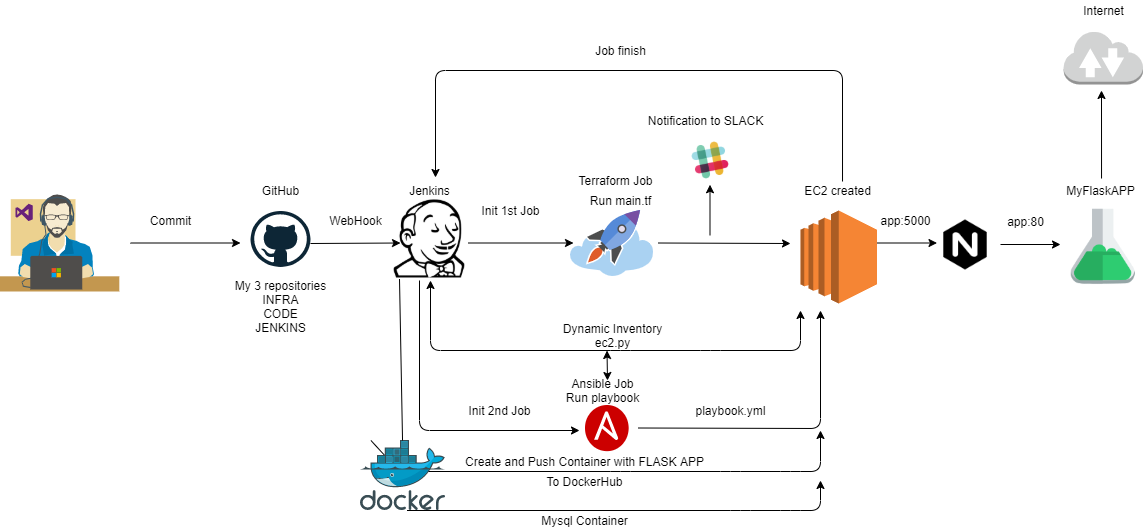 Internet
Job finish
Notification to SLACK
GitHub
Jenkins
Terraform Job
Run main.tf
EC2 created
MyFlaskAPP
Commit
WebHook
Init 1st Job
app:5000
app:80
N
My 3 repositories
INFRA
CODE
JENKINS
Dynamic Inventory
ec2.py
Ansible Job
Run playbook
Init 2nd Job
playbook.yml
A
Create and Push Container with FLASK APP
To DockerHub
docker
Mysql Container